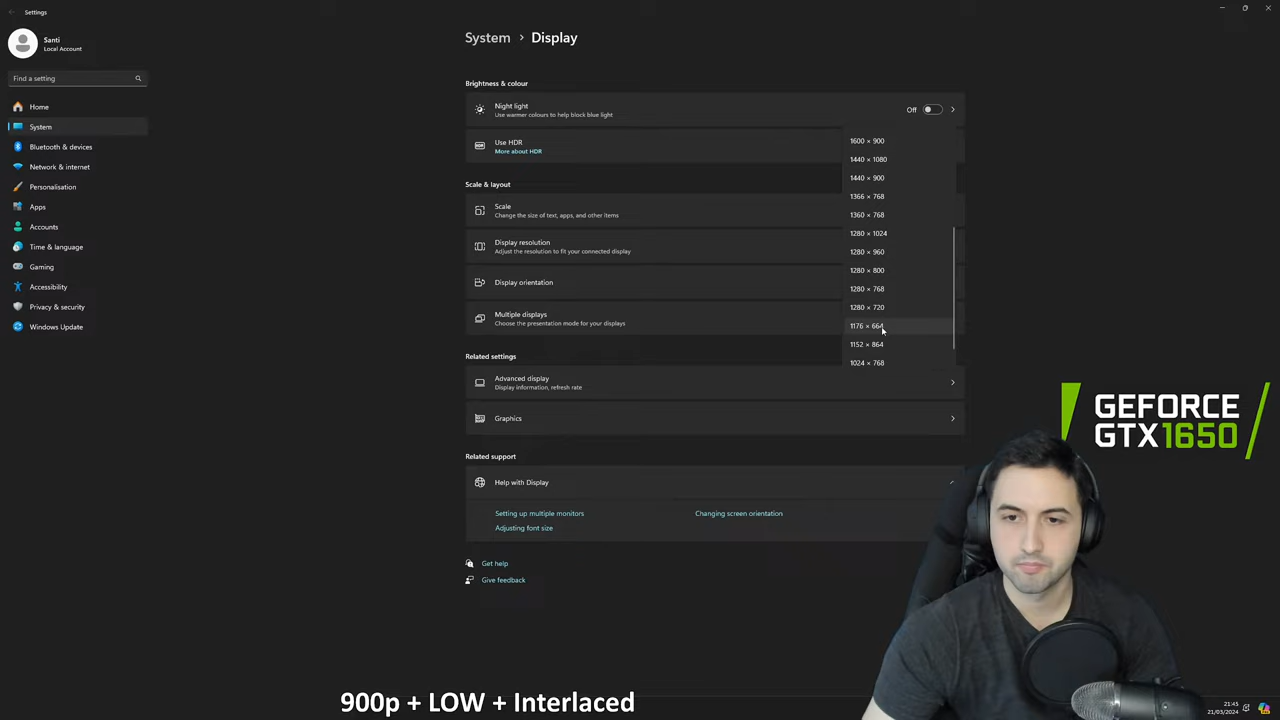 Settings
Santi
Local Account
Find a setting
Home
System
Bluetooth & devices
Network & internet
Personalisation
Apps
Accounts
Time & language
Gaming
Accessibility
Privacy & security
Windows Update
System > Display
Brightness & colour
Night light
Use warmer colours to help block blue light
Off
Use HDR
More about HDR
HDR
Scale & layout
Scale
Change the size of text, apps, and other items
Display resolution
Adjust the resolution to fit your connected display
Display orientation
Multiple displays
Choose the presentation mode for your displays
1600 × 900
1440 × 1080
1440 × 900
1366 × 768
1360 × 768
1280 × 1024
1280 × 960
1280 × 800
1280 × 768
1280 × 720
1176 × 664
1152 × 864
1024 × 768
Related settings
Advanced display
Display information, refresh rate
Graphics
Related support
Help with Display
Setting up multiple monitors
Changing screen orientation
Adjusting font size
Get help
Give feedback
GEFORCE
GTX1650
900p + LOW + Interlaced
21:45
21/03/2024